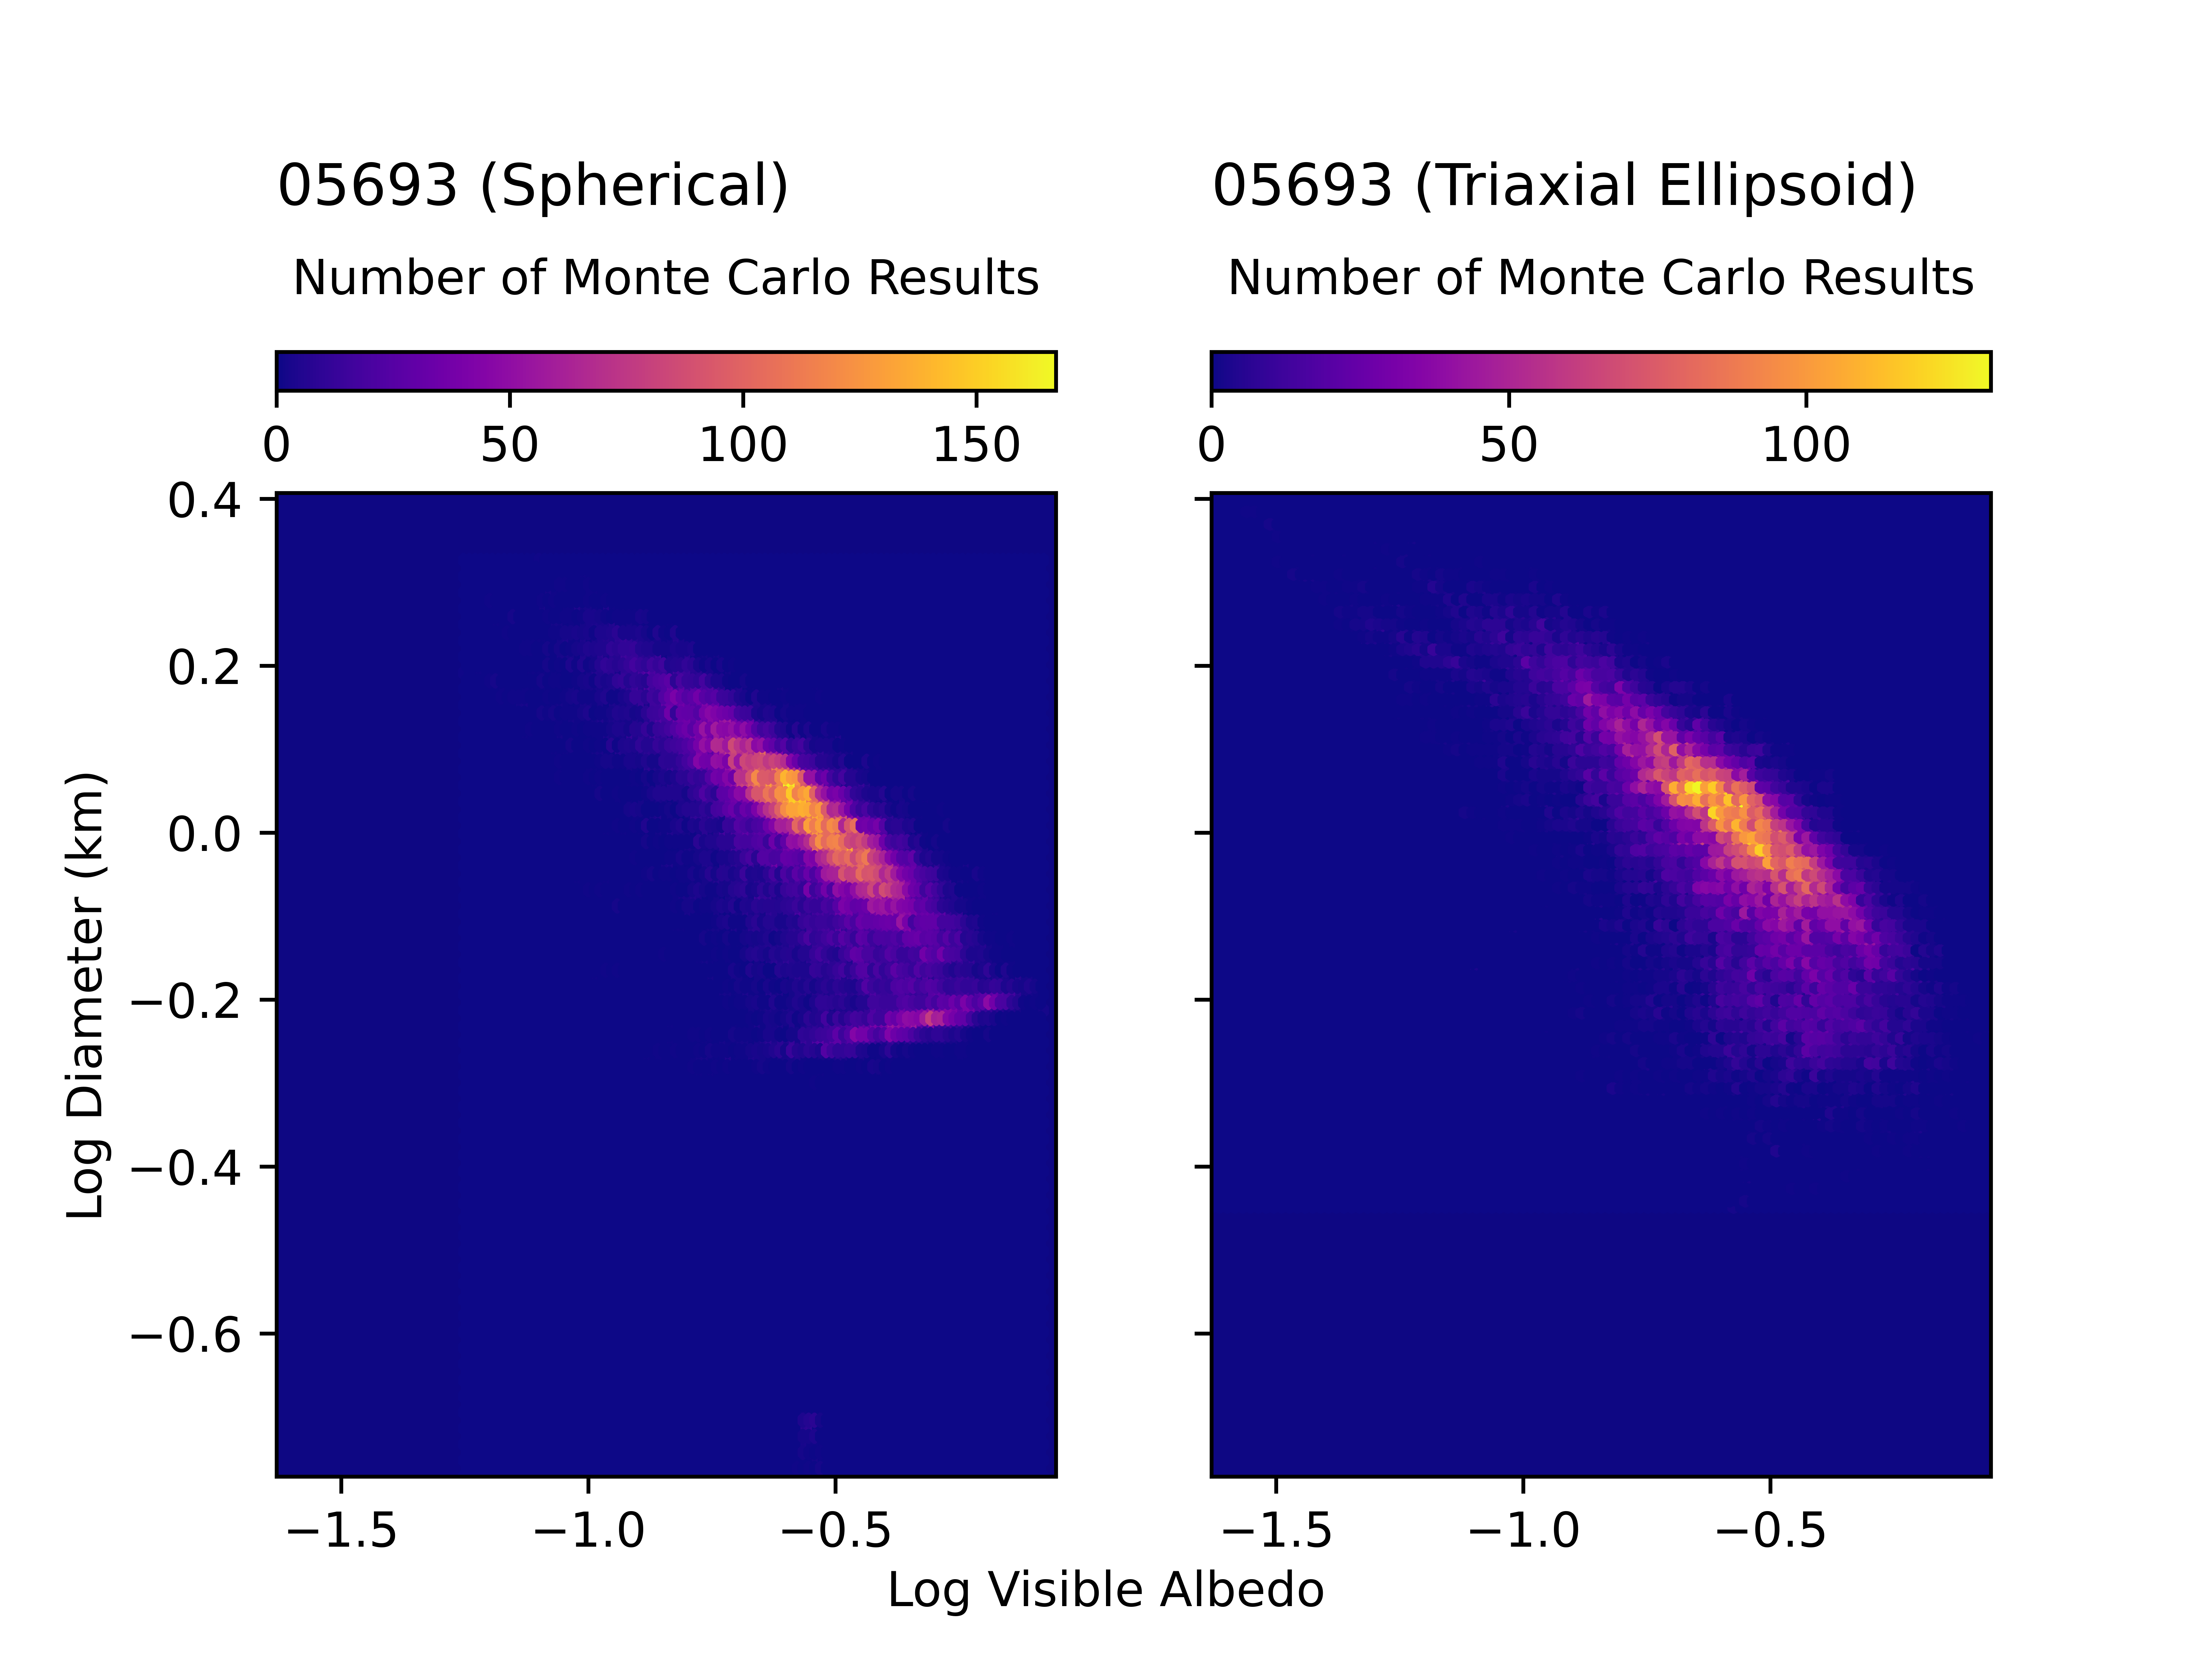 05693 (Spherical)
Number of Monte Carlo Results
0 50 100 150
05693 (Triaxial Ellipsoid)
Number of Monte Carlo Results
0 50 100
Log Diameter (km)
0.4
0.2
0.0
−0.2
−0.4
−0.6
−1.5 −1.0 −0.5
−1.5 −1.0 −0.5
Log Visible Albedo